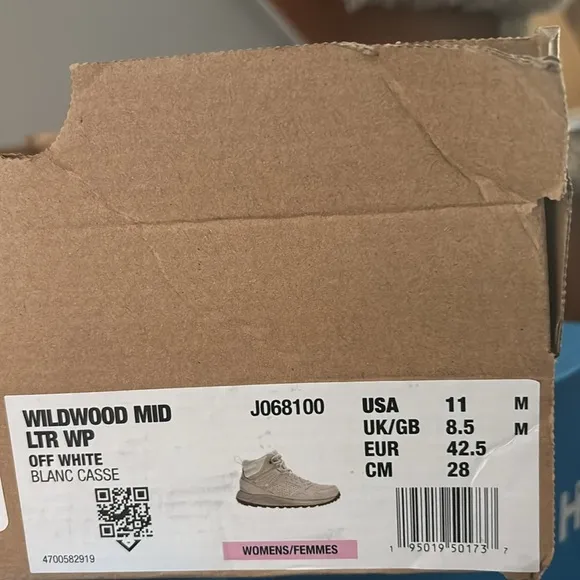 WILDWOOD MID
LTR WP
OFF WHITE
BLANC CASSE
4700582919
J068100
WOMENS/FEMMES
USA 11 M
UK/GB 8.5 M
EUR 42.5
CM 28
1 95019 50173 7
H